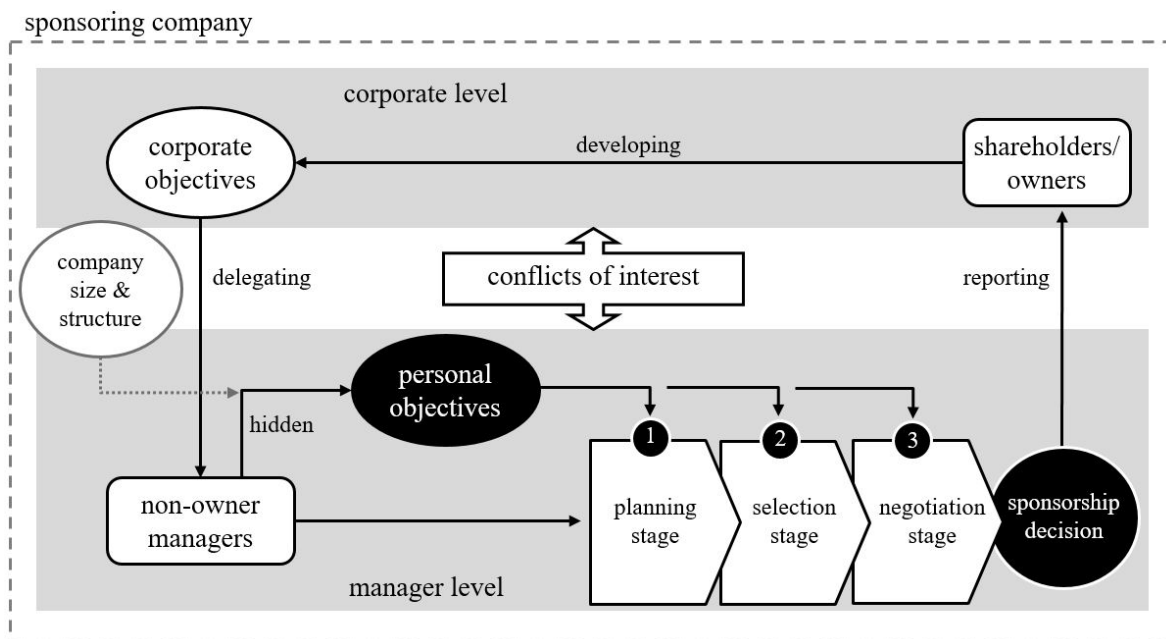 sponsoring company
corporate level
corporate
objectives
developing
shareholders/
owners
company
size &
structure
delegating
conflicts of interest
reporting
personal
objectives
hidden
1
2
3
non-owner
managers
planning
stage
selection
stage
negotiation
stage
sponsorship
decision
manager level